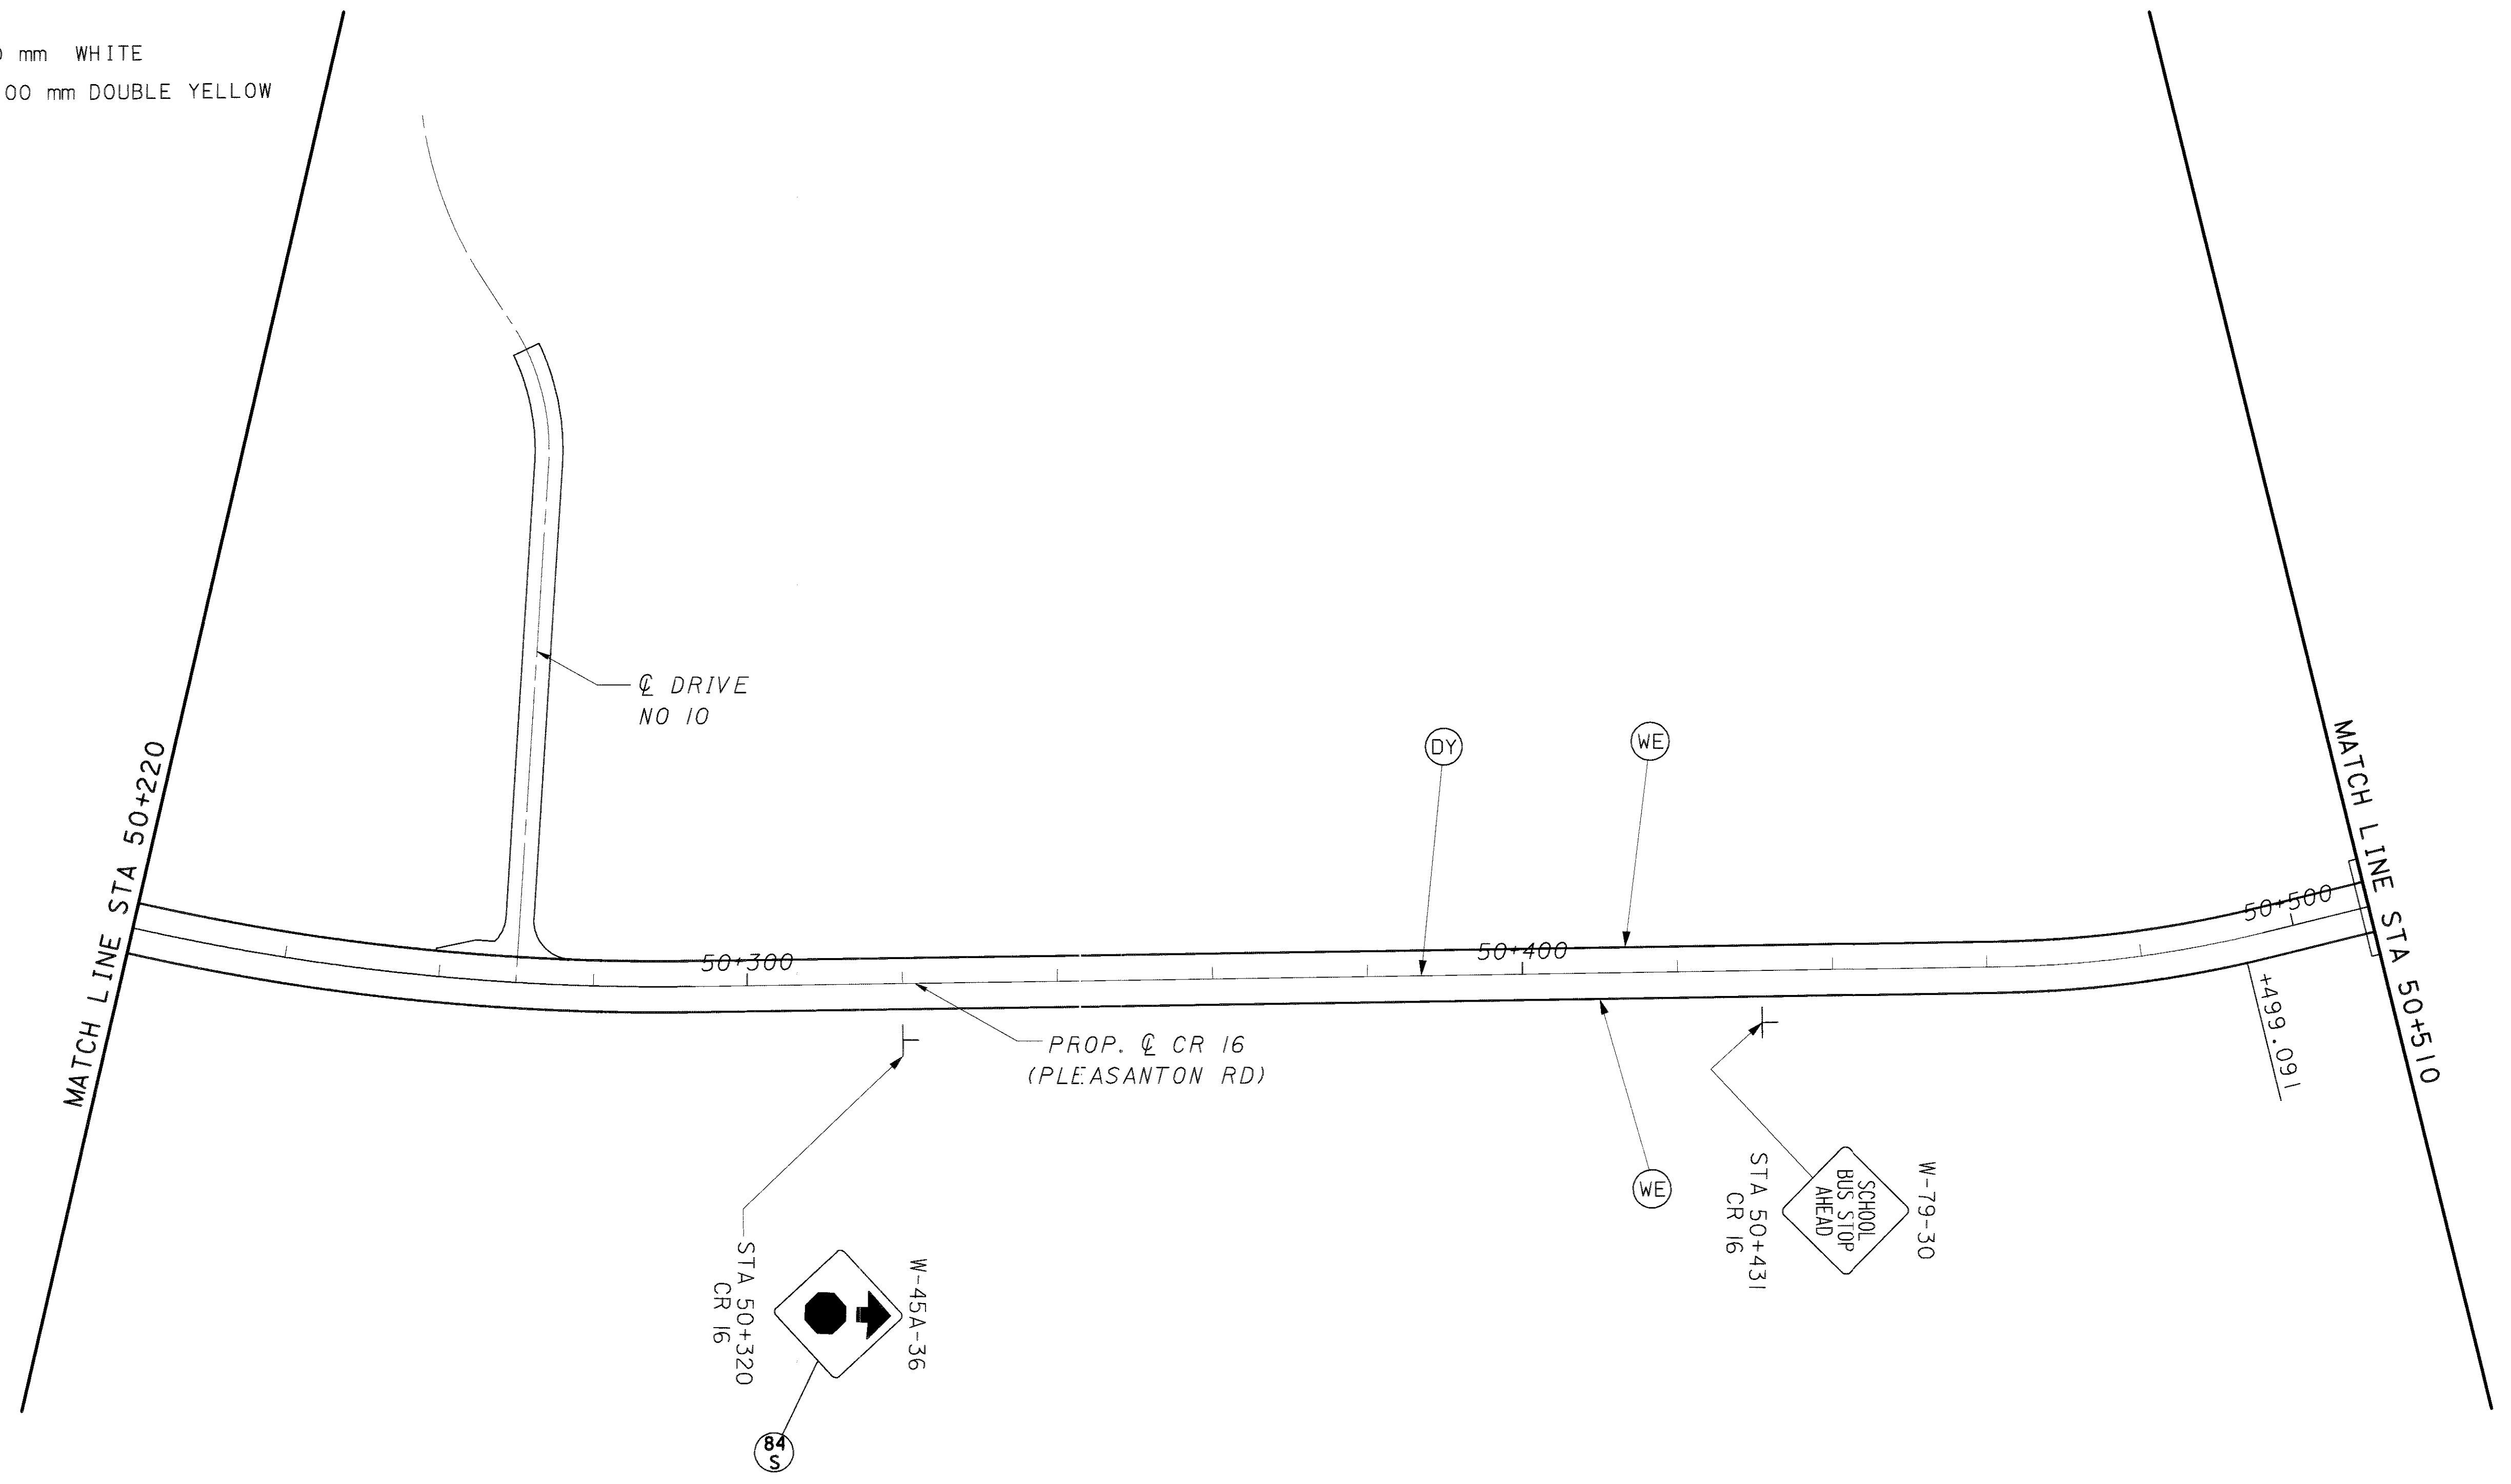 mm WHITE
00 mm DOUBLE YELLOW
MATCH LINE STA 50+220
℄ DRIVE
NO 10
DY
WE
MATCH LINE STA 50+510
50+300
50+400
50+500
+499.091
PROP. ℄ CR 16
(PLEASANTON RD)
WE
STA 50+320
CR 16
W-45A-36
84
S
STA 50+431
CR 16
SCHOOL
BUS STOP
AHEAD
W-79-30